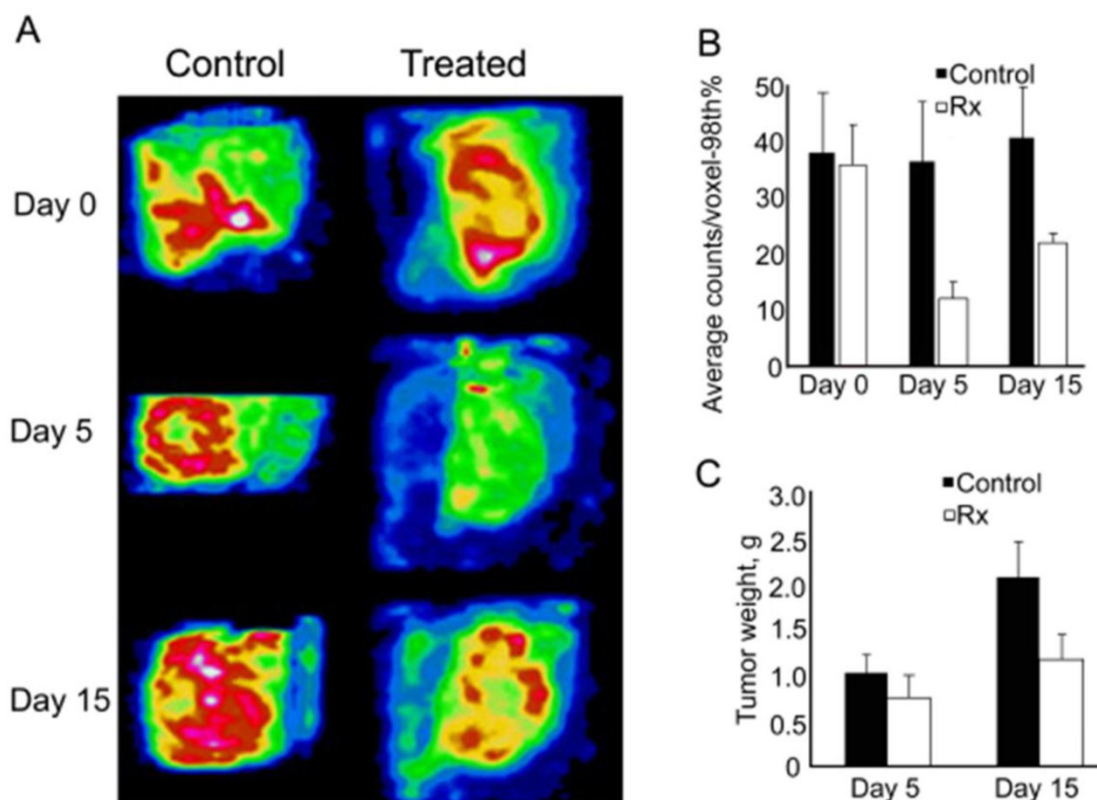 A
Control Treated
Day 0
Day 5
Day 15
B
Average counts/voxel-98th%
Control
Rx
50
40
30
20
10
0
Day 0 Day 5 Day 15
C
Tumor weight, g
Control
Rx
3.0
2.5
2.0
1.5
1.0
0.5
0
Day 5 Day 15